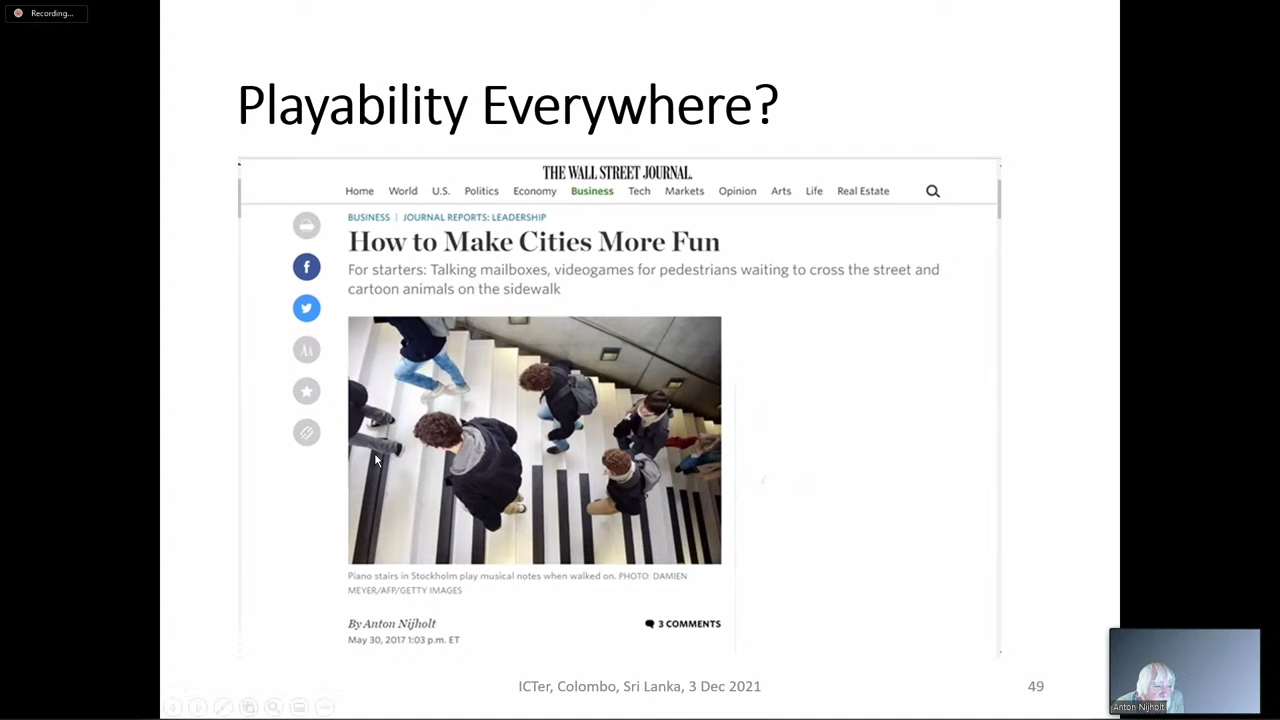 Recording...
Playability Everywhere?
THE WALL STREET JOURNAL.
Home World U.S. Politics Economy Business Tech Markets Opinion Arts Life Real Estate
BUSINESS | JOURNAL REPORTS: LEADERSHIP
How to Make Cities More Fun
For starters: Talking mailboxes, videogames for pedestrians waiting to cross the street and
cartoon animals on the sidewalk
f
AA
Piano stairs in Stockholm play musical notes when walked on. PHOTO: DAMIEN
MEYER/AFP/GETTY IMAGES
By Anton Nijholt
3 COMMENTS
May 30, 2017 1:03 p.m. ET
ICTer, Colombo, Sri Lanka, 3 Dec 2021
49
Anton Nijholt